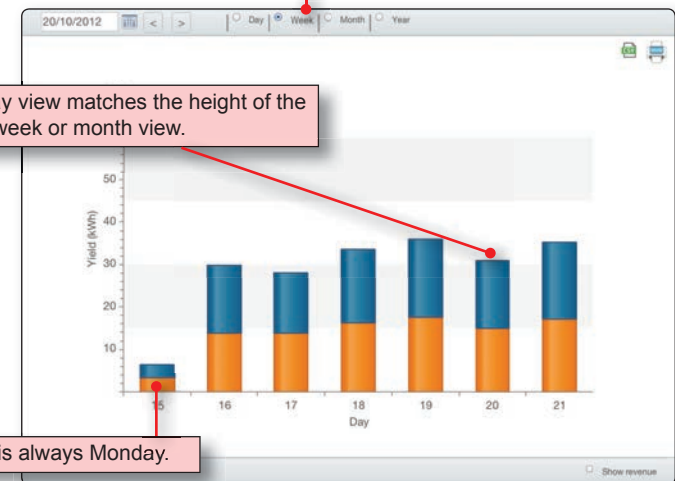 20/10/2012 < > Day Week Month Year
y view matches the height of the
week or month view.
50
40
30
20
10
Yield (kWh)
15 16 17 18 19 20 21
Day
is always Monday.
Show revenue